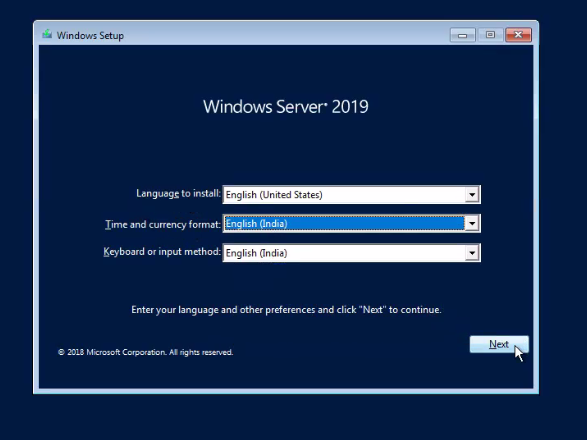 Windows Setup
Windows Server® 2019
Language to install: English (United States)
Time and currency format: English (India)
Keyboard or input method: English (India)
Enter your language and other preferences and click "Next" to continue.
Next
© 2018 Microsoft Corporation. All rights reserved.